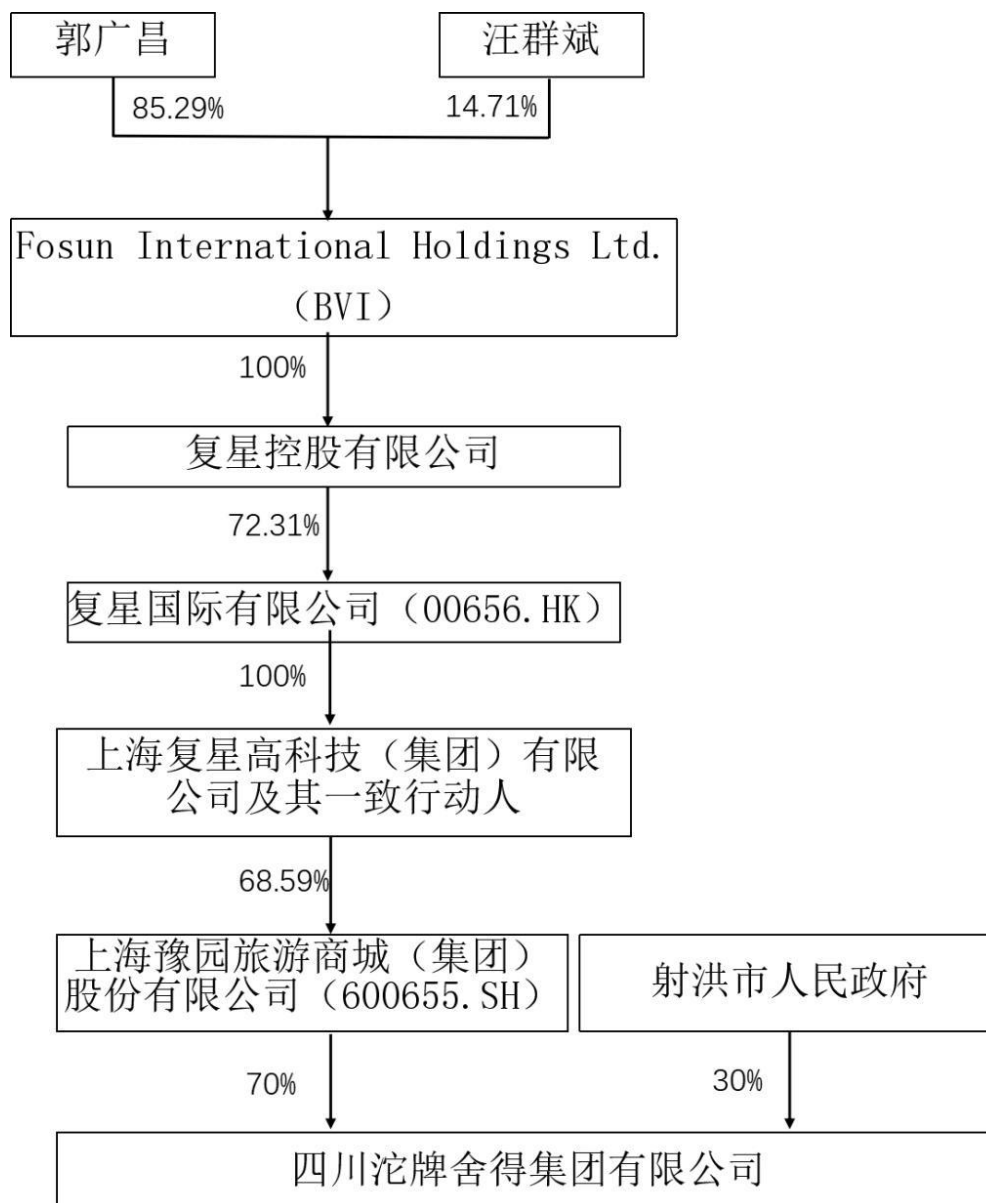 郭广昌
汪群斌
85.29%
14.71%
Fosun International Holdings Ltd.
（BVI）
100%
复星控股有限公司
72.31%
复星国际有限公司（00656.HK）
100%
上海复星高科技（集团）有限
公司及其一致行动人
68.59%
上海豫园旅游商城（集团）
股份有限公司（600655.SH）
射洪市人民政府
70%
30%
四川沱牌舍得集团有限公司